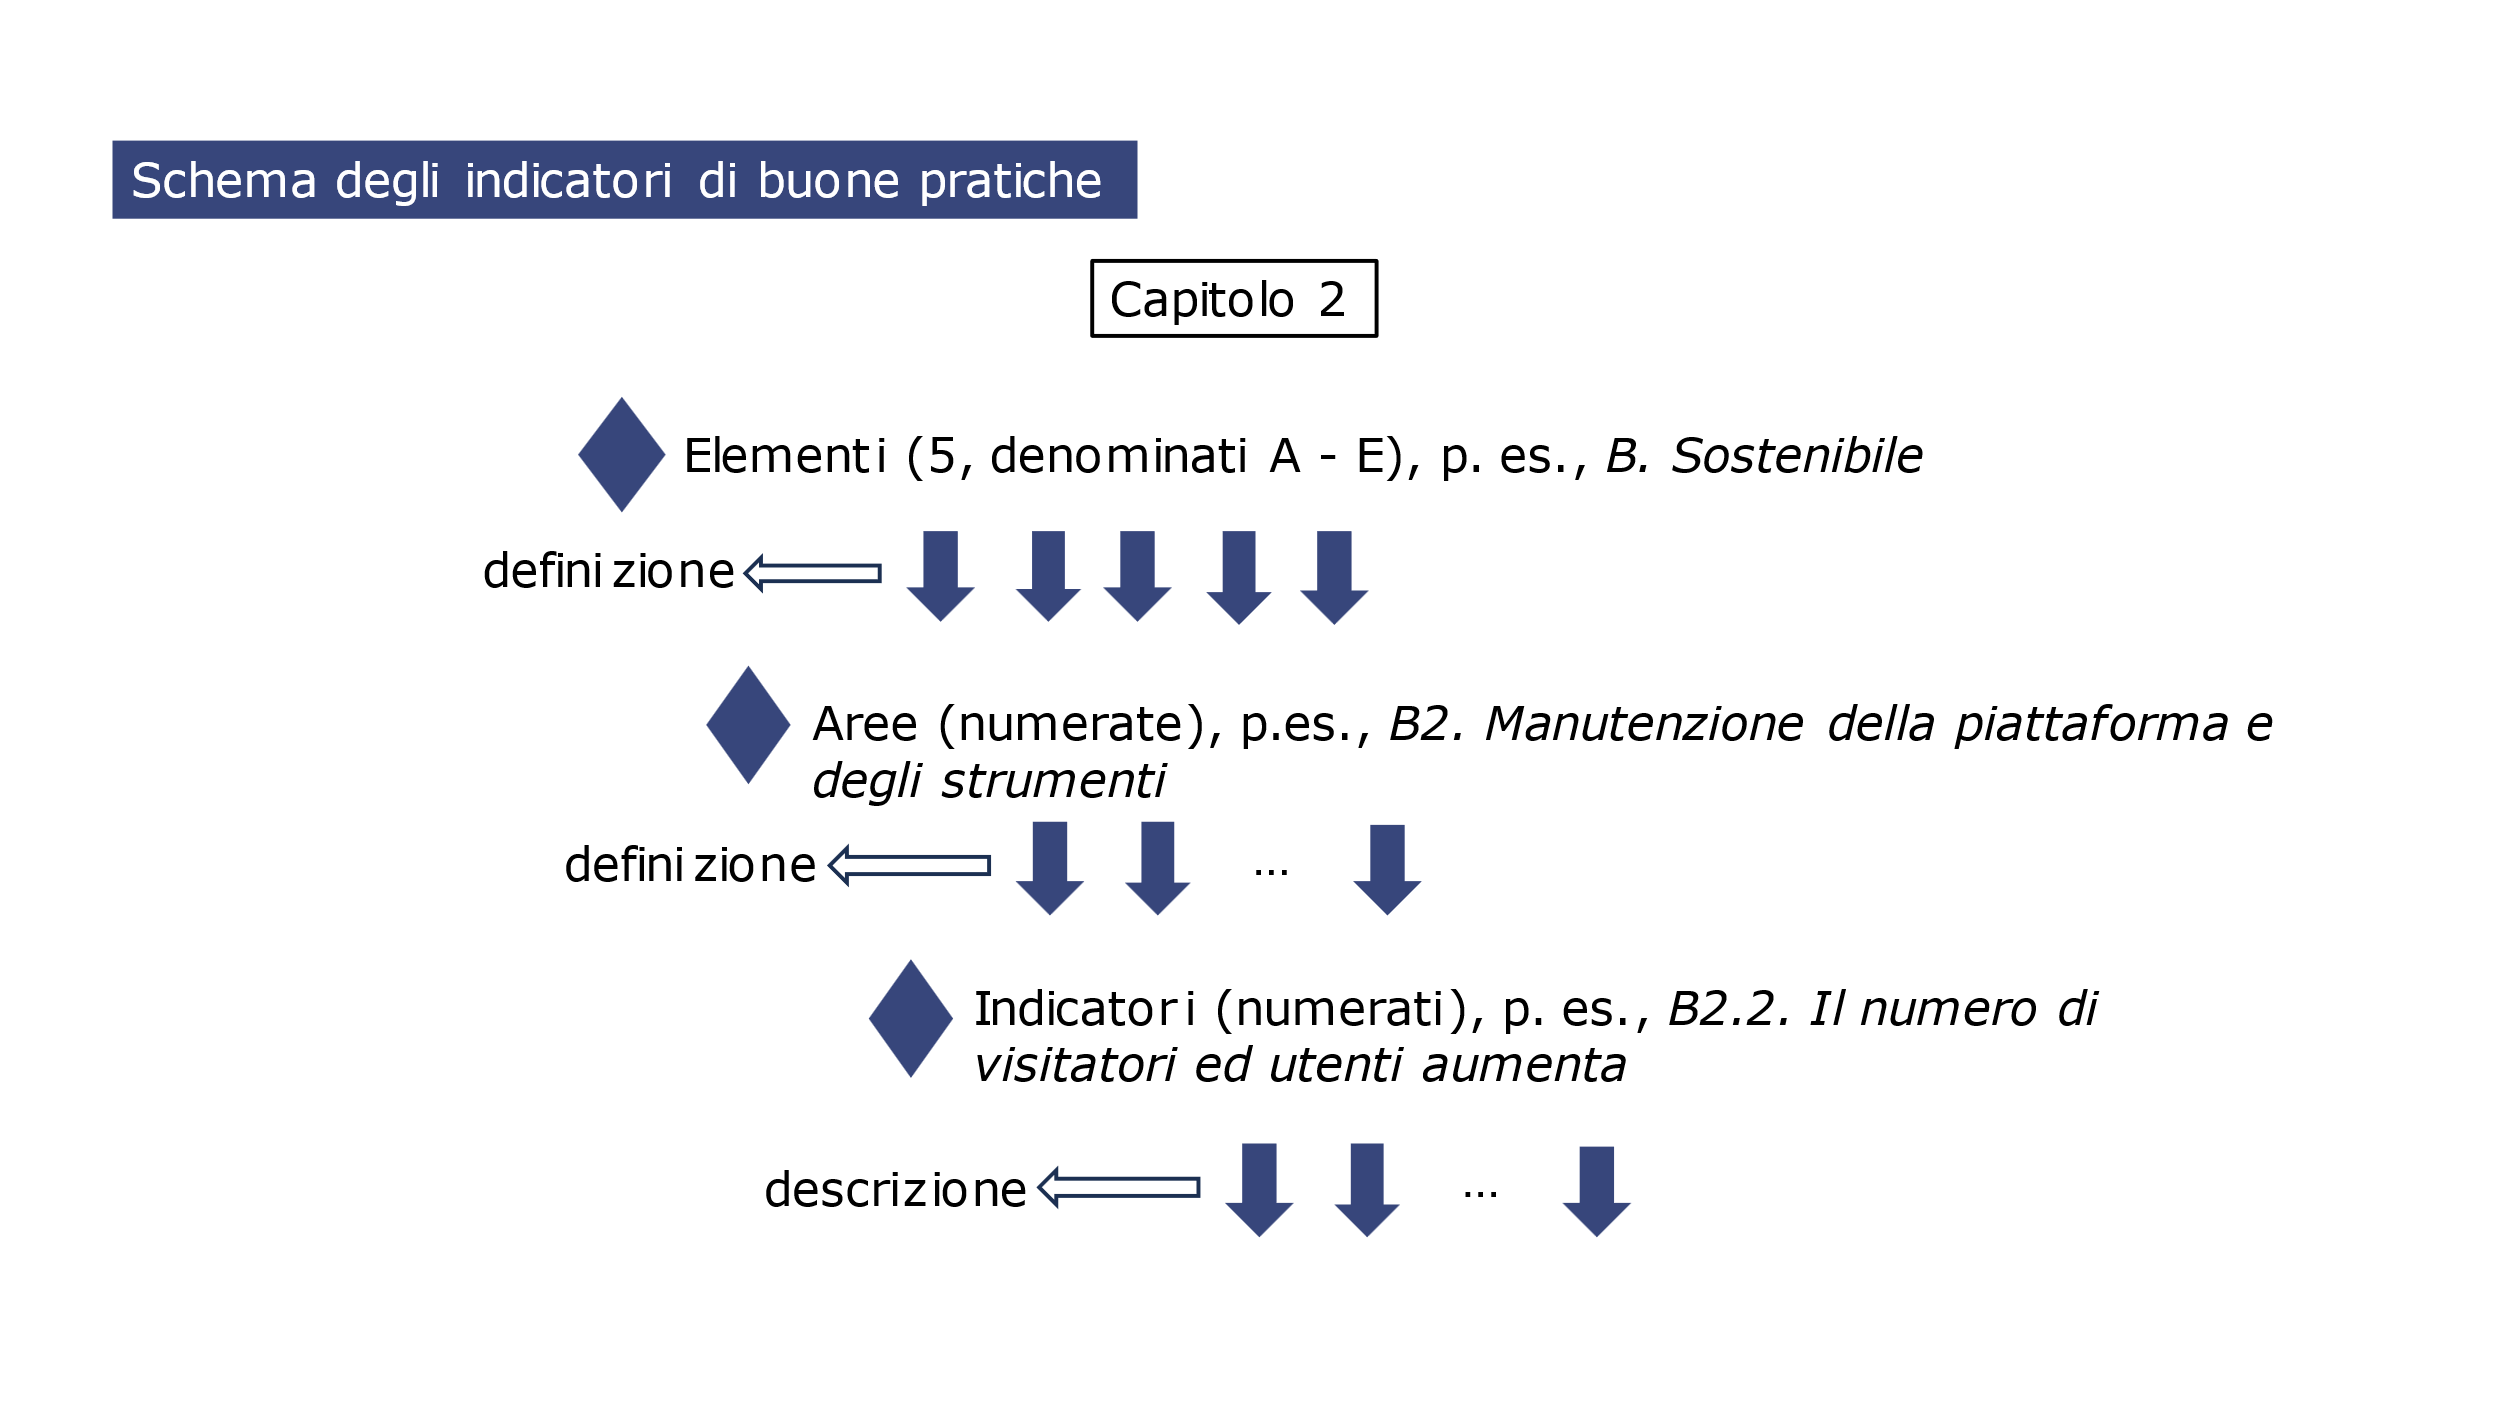 Schema degli indicatori di buone pratiche
Capitolo 2
Elementi (5, denominati A - E), p. es., B. Sostenibile
definizione
Aree (numerate), p.es., B2. Manutenzione della piattaforma e
degli strumenti
definizione
...
Indicatori (numerati), p. es., B2.2. Il numero di
visitatori ed utenti aumenta
descrizione
...